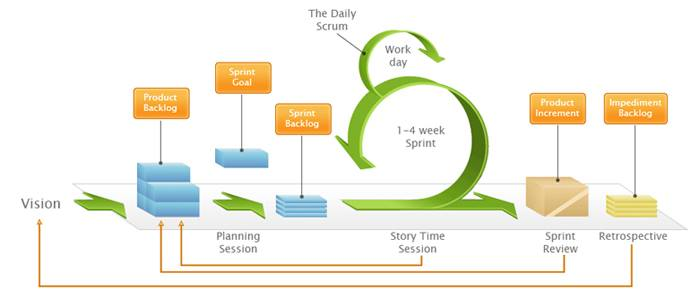 The Daily
Scrum
Work
day
Sprint
Goal
Product
Backlog
Sprint
Backlog
Product
Increment
Impediment
Backlog
1-4 week
Sprint
Vision
Planning
Session
Story Time
Session
Sprint
Review
Retrospective